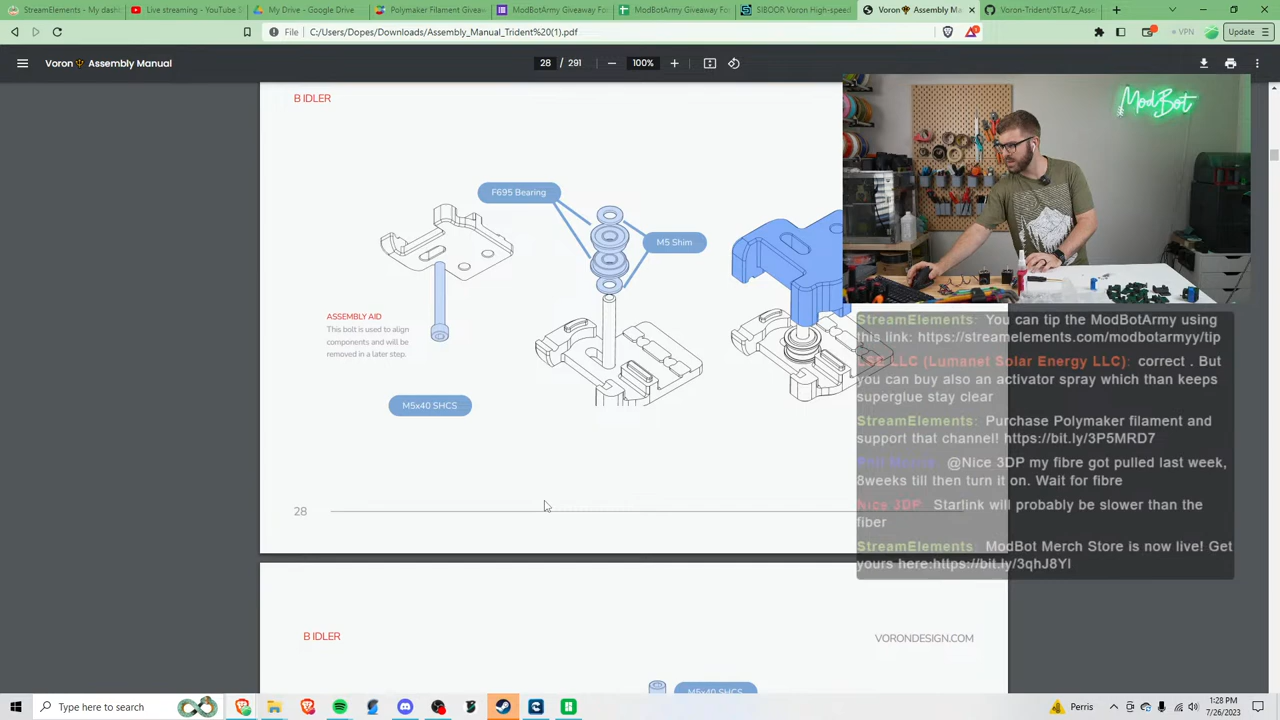 StreamElements - My dash
Live streaming - YouTube S
My Drive - Google Drive
Polymaker Filament Giveaw
ModBotArmy Giveaway Fo
ModBotArmy Giveaway For
SIBOOR Voron High-speed
Voron Assembly M
Voron-Trident/STLs/Z_Asse
File
C:/Users/Dopes/Downloads/Assembly_Manual_Trident%20(1).pdf
VPN
Update
Voron Assembly Manual
28 / 291
100%
ModBot
B IDLER
F695 Bearing
M5 Shim
ASSEMBLY AID
This bolt is used to align
components and will be
removed in a later step.
M5x40 SHCS
28
B IDLER
VORONDESIGN.COM
M5x40 SHCS
StreamElements: You can tip the ModBotArmy using
this link: https://streamelements.com/modbotarmyy/tip
LSE LLC (Lumanet Solar Energy LLC): correct . But
you can buy also an activator spray which than keeps
superglue stay clear
StreamElements: Purchase Polymaker filament and
support that channel! https://bit.ly/3P5MRD7
@Nice 3DP my fibre got pulled last week,
8weeks till then turn it on. Wait for fibre
Nice 3DP: Starlink will probably be slower than the
fiber
StreamElements: ModBot Merch Store is now live! Get
yours here:https://bit.ly/3qhJ8Yl
Type here to search
Perris
1:28 PM
7/26/2023